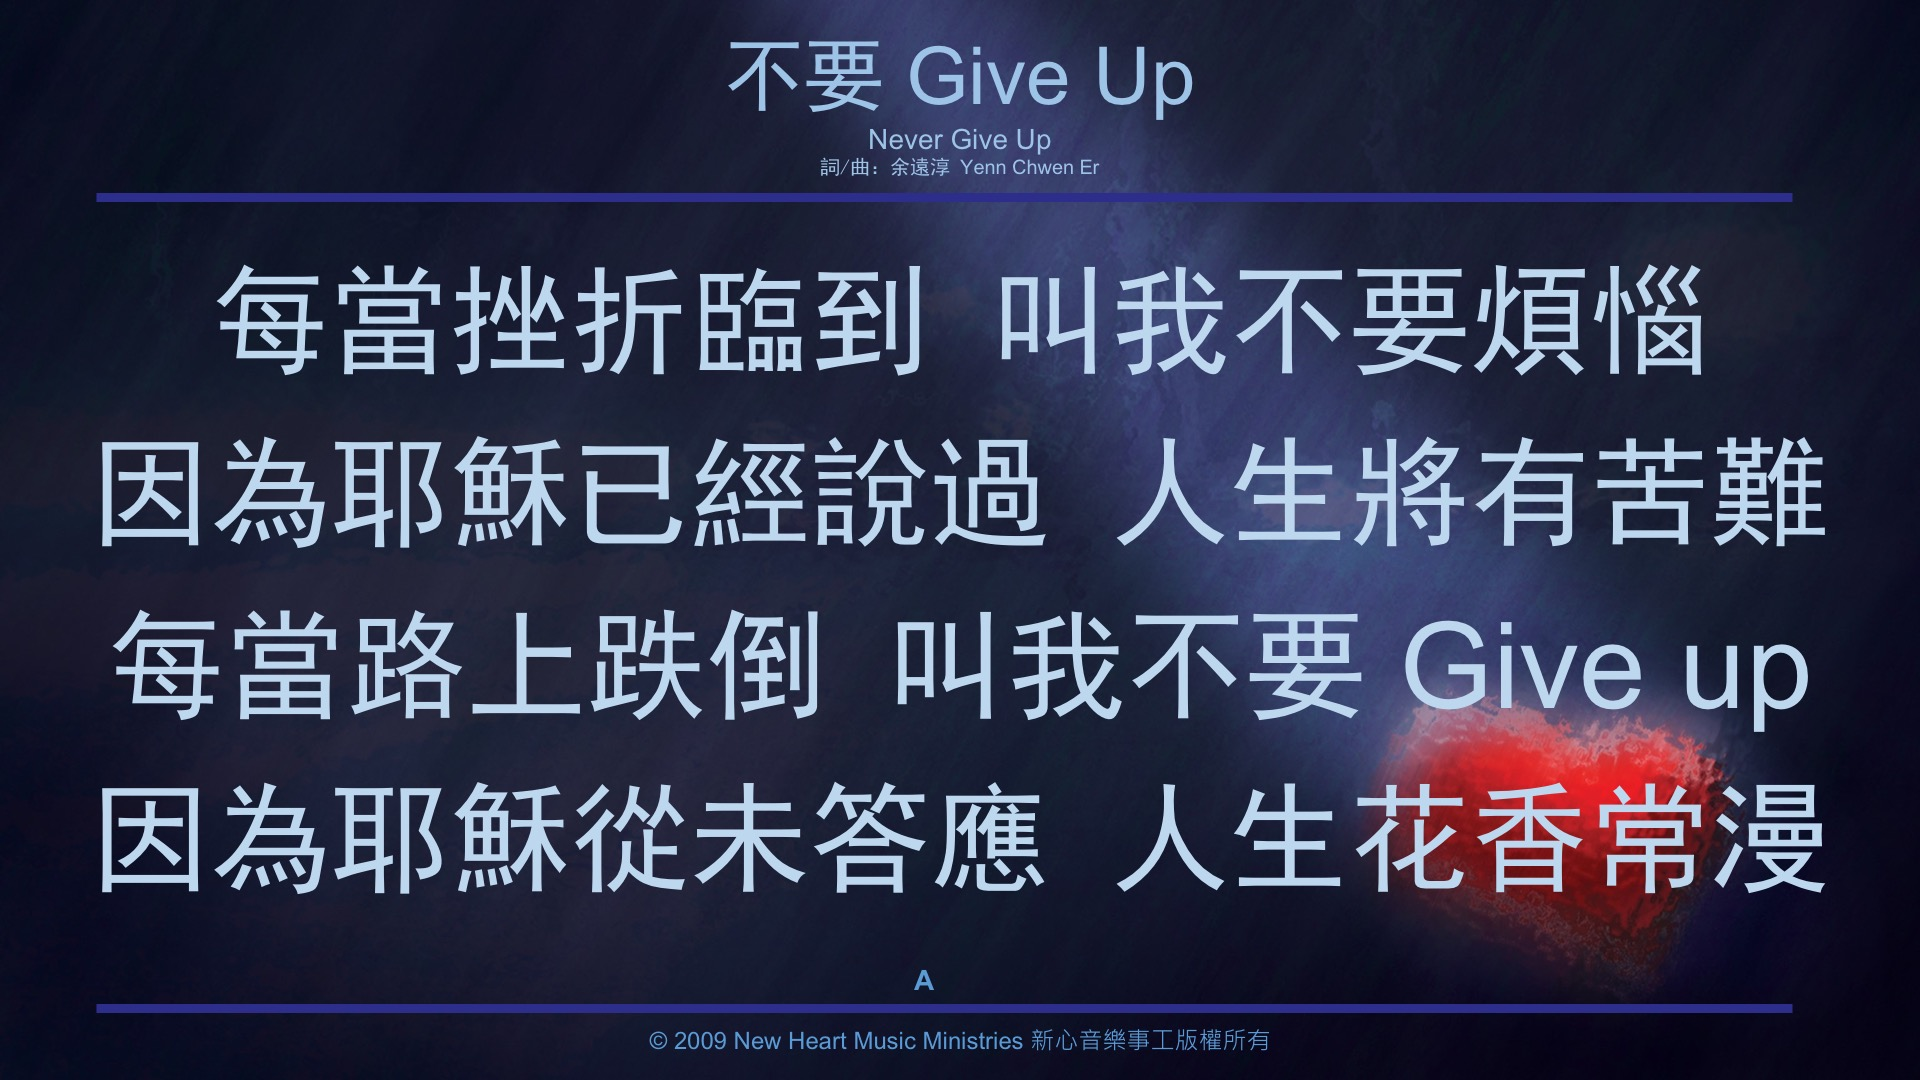 不要 Give Up
Never Give Up
詞/曲：余遠淳 Yenn Chwen Er
每當挫折臨到 叫我不要煩惱
因為耶穌已經說過 人生將有苦難
每當路上跌倒 叫我不要 Give up
因為耶穌從未答應 人生花香常漫
A
© 2009 New Heart Music Ministries 新心音樂事工版權所有